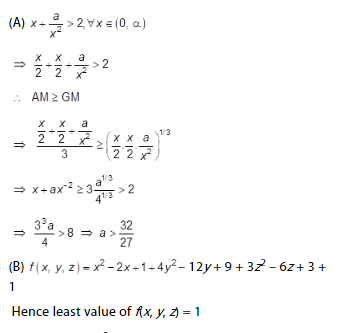 (A) x + a/x² > 2, ∀ x ∈ (0, α)
⇒ x/2 + x/2 + a/x² > 2
∴ AM ≥ GM
⇒ (x/2 + x/2 + a/x²)/3 ≥ (x/2 · x/2 · a/x²)^1/3
⇒ x + ax⁻² ≥ 3 a^1/3 / 4^1/3 > 2
⇒ 3³a/4 > 8 ⇒ a > 32/27
(B) f(x, y, z) = x² – 2x + 1 + 4y² – 12y + 9 + 3z² – 6z + 3 +
1
Hence least value of f(x, y, z) = 1